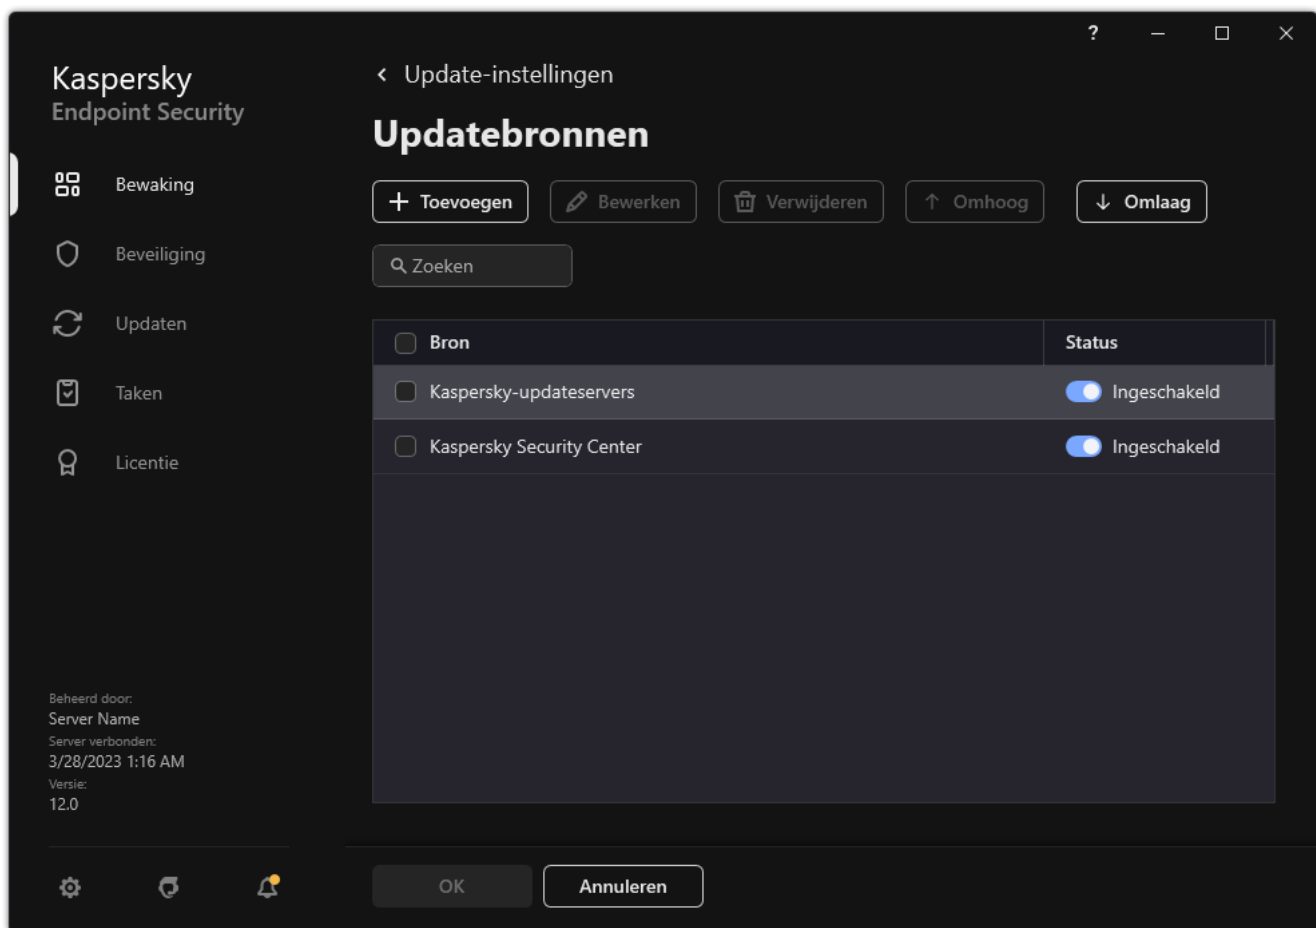 ?
Kaspersky
Endpoint Security
Bewaking
Beveiliging
Updaten
Taken
Licentie
Beheerd door:
Server Name
Server verbonden:
3/28/2023 1:16 AM
Versie:
12.0
Update-instellingen
Updatebronnen
Toevoegen Bewerken Verwijderen Omhoog Omlaag
Zoeken
Bron Status
Kaspersky-updateservers Ingeschakeld
Kaspersky Security Center Ingeschakeld
OK Annuleren